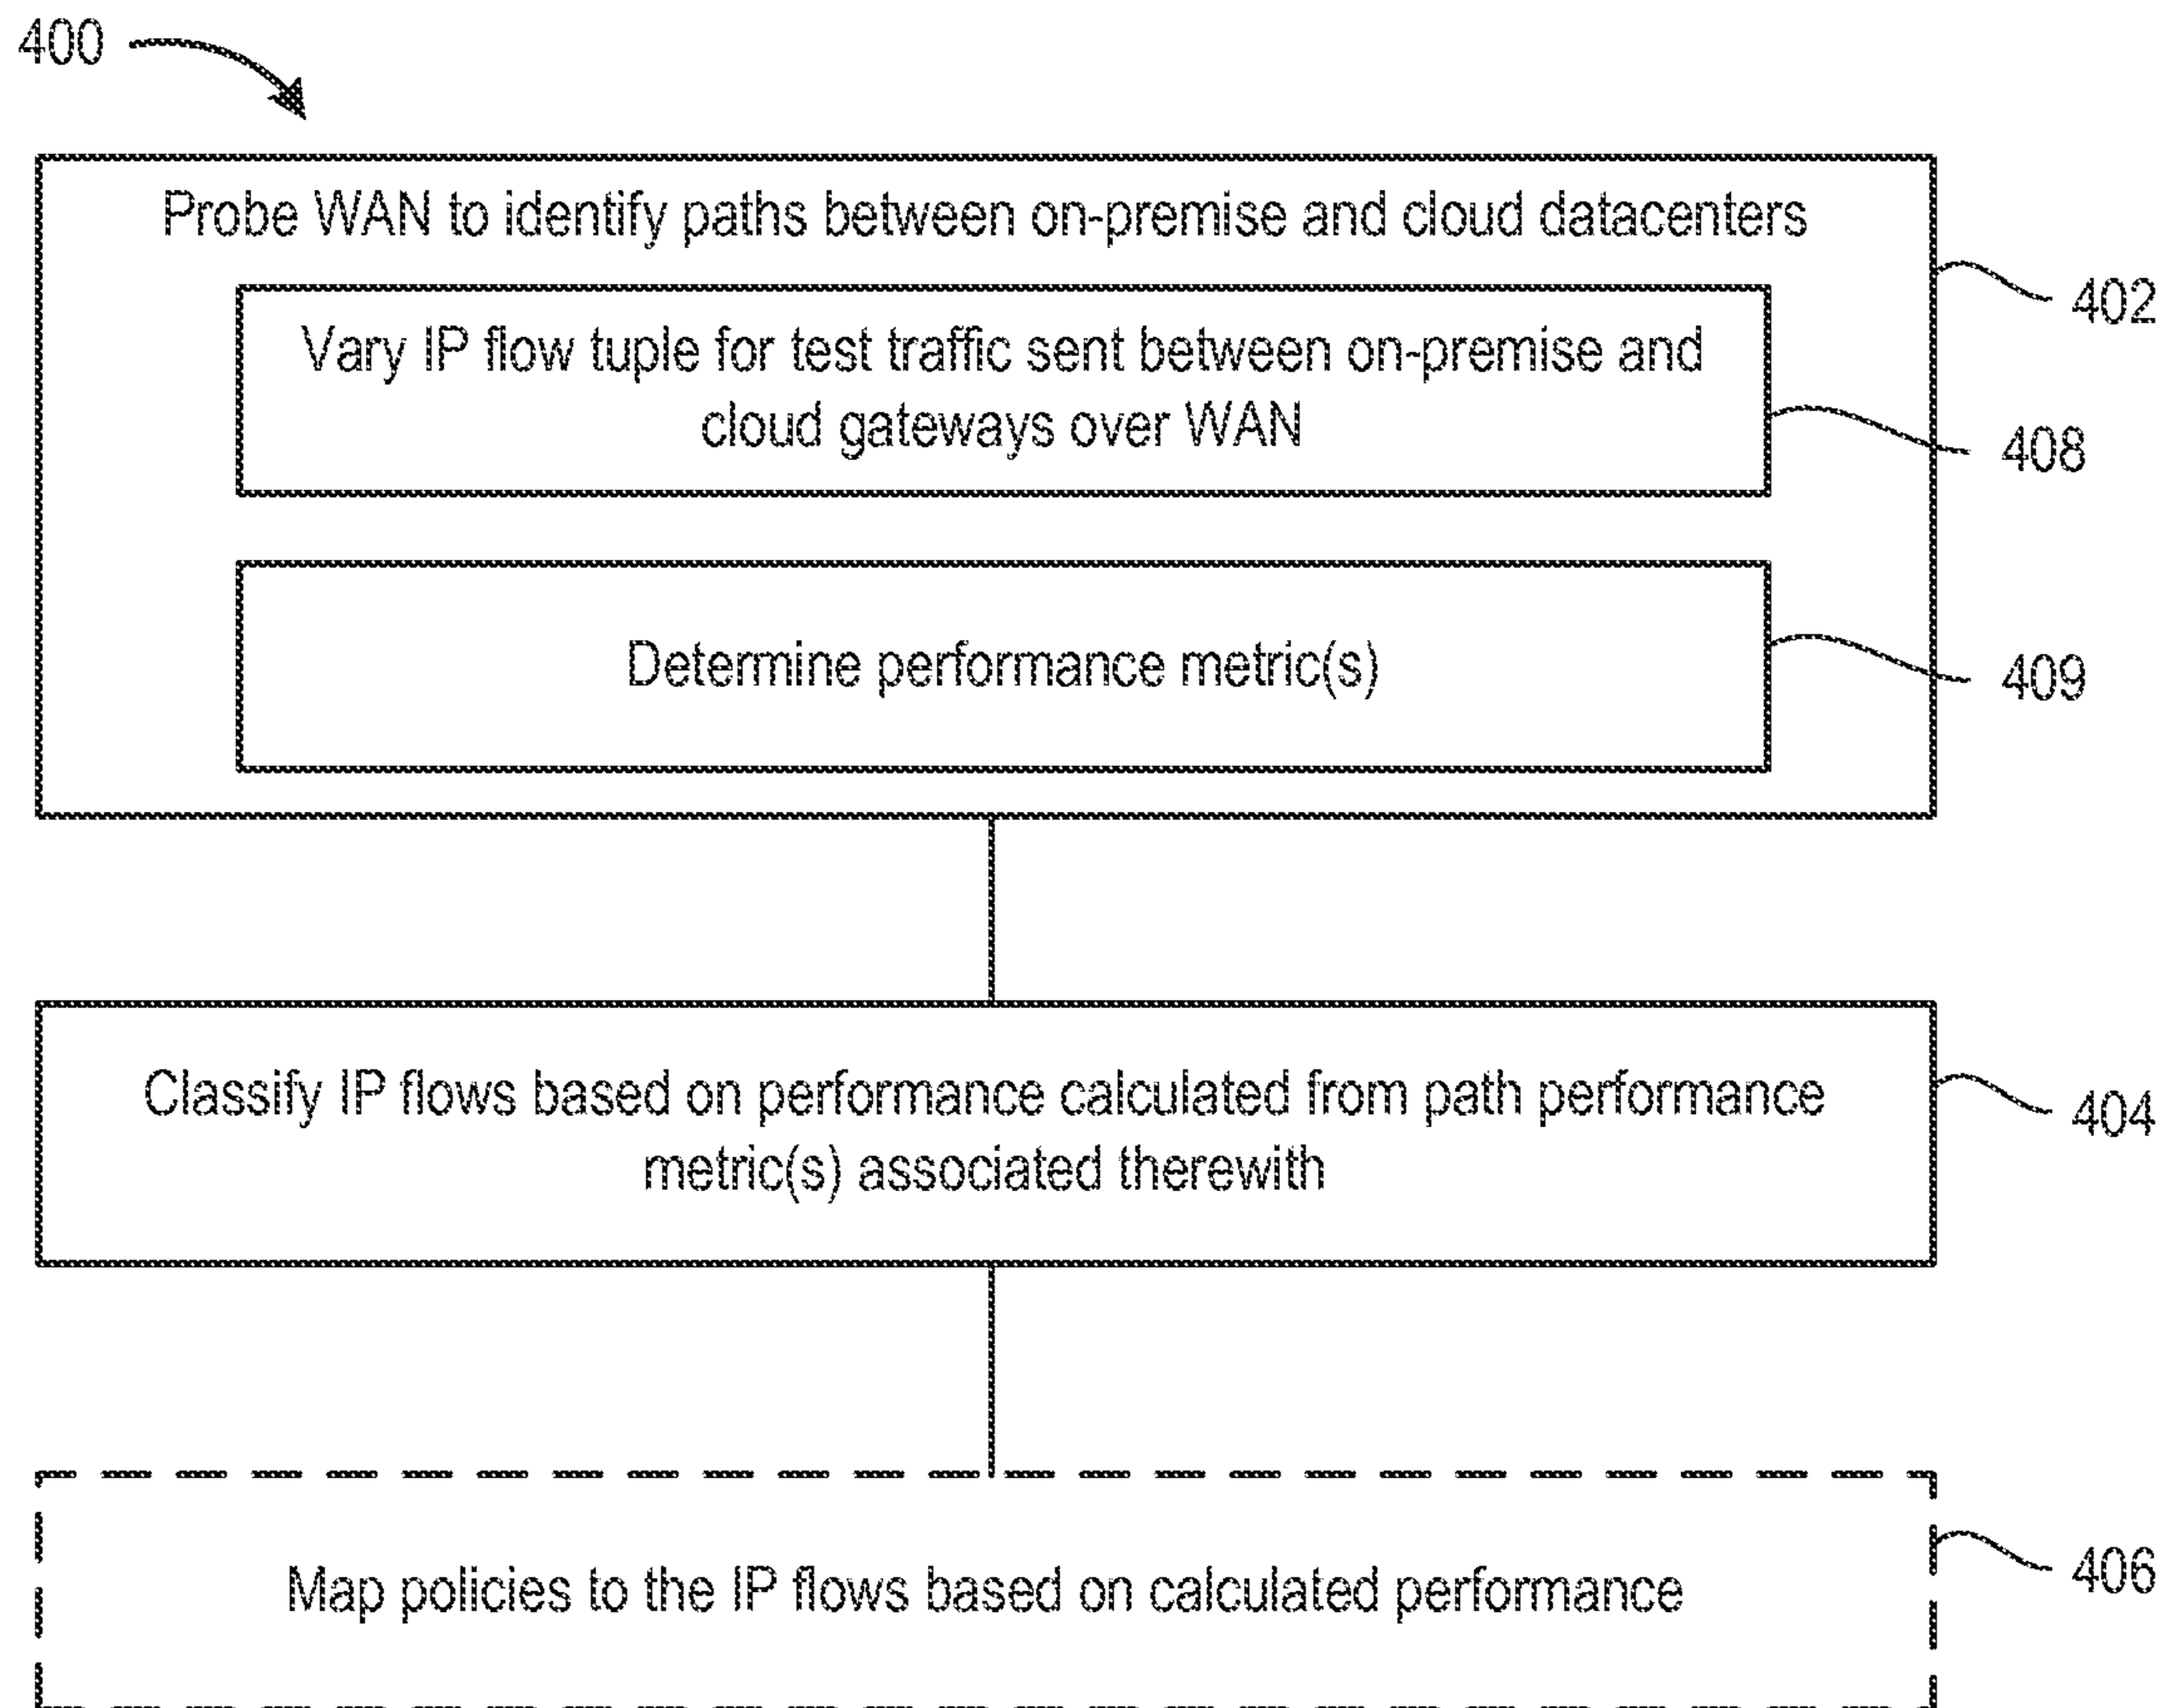 400
Probe WAN to identify paths between on-premise and cloud datacenters
402
Vary IP flow tuple for test traffic sent between on-premise and
cloud gateways over WAN
408
Determine performance metric(s)
409
Classify IP flows based on performance calculated from path performance
metric(s) associated therewith
404
Map policies to the IP flows based on calculated performance
406